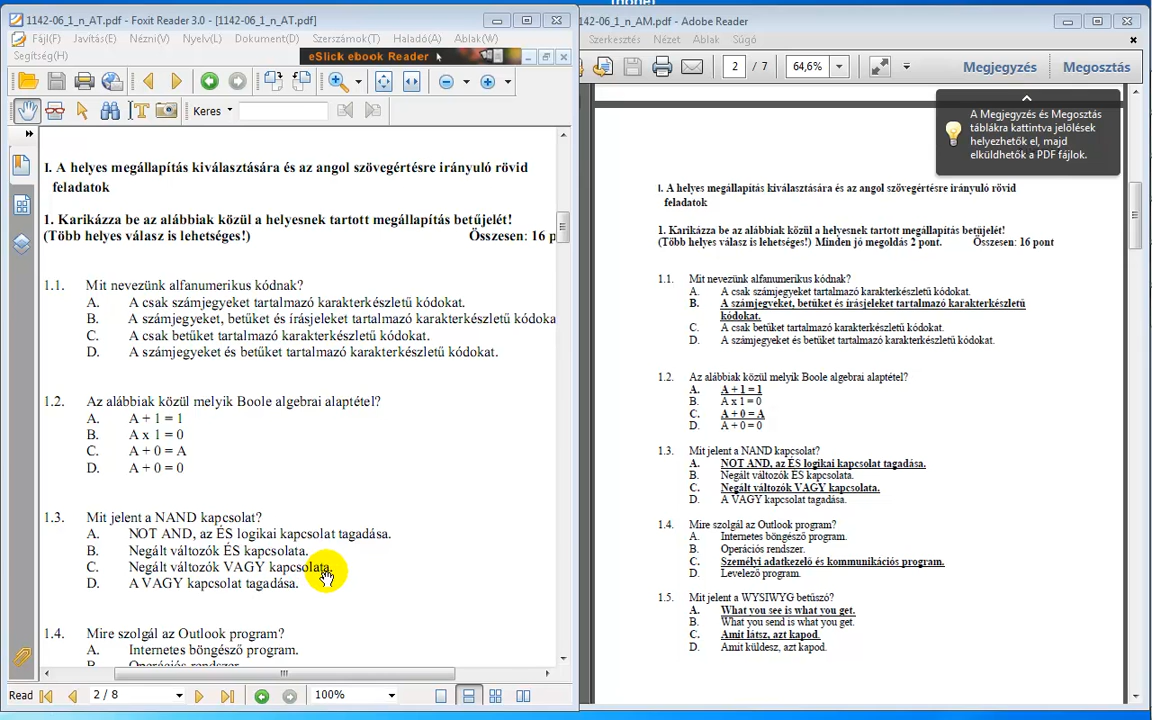 1142-06_1_n_AT.pdf - Foxit Reader 3.0 - [1142-06_1_n_AT.pdf]
Fájl(F) Javítás(E) Nézni(V) Nyelv(L) Dokument(D) Szerszámok(T) Haladó(A) Ablak(W)
Segítség(H)
eSlick ebook Reader
Keres
I. A helyes megállapítás kiválasztására és az angol szövegértésre irányuló rövid
feladatok
1. Karikázza be az alábbiak közül a helyesnek tartott megállapítás betűjelét!
(Több helyes válasz is lehetséges!) Összesen: 16 p
1.1. Mit nevezünk alfanumerikus kódnak?
A. A csak számjegyeket tartalmazó karakterkészletű kódokat.
B. A számjegyeket, betűket és írásjeleket tartalmazó karakterkészletű kódoka
C. A csak betűket tartalmazó karakterkészletű kódokat.
D. A számjegyeket és betűket tartalmazó karakterkészletű kódokat.
1.2. Az alábbiak közül melyik Boole algebrai alaptétel?
A. A + 1 = 1
B. A x 1 = 0
C. A + 0 = A
D. A + 0 = 0
1.3. Mit jelent a NAND kapcsolat?
A. NOT AND, az ÉS logikai kapcsolat tagadása.
B. Negált változók ÉS kapcsolata.
C. Negált változók VAGY kapcsolata.
D. A VAGY kapcsolat tagadása.
1.4. Mire szolgál az Outlook program?
A. Internetes böngésző program.
B. Operációs rendszer.
Read 2 / 8 100%
142-06_1_n_AM.pdf - Adobe Reader
Szerkesztés Nézet Ablak Súgó
2 / 7 64,6% Megjegyzés Megosztás
A Megjegyzés és Megosztás
táblákra kattintva jelölések
helyezhetők el, majd
elküldhetők a PDF fájlok.
I. A helyes megállapítás kiválasztására és az angol szövegértésre irányuló rövid
feladatok
1. Karikázza be az alábbiak közül a helyesnek tartott megállapítás betűjelét!
(Több helyes válasz is lehetséges!) Minden jó megoldás 2 pont. Összesen: 16 pont
1.1. Mit nevezünk alfanumerikus kódnak?
A. A csak számjegyeket tartalmazó karakterkészletű kódokat.
B. A számjegyeket, betűket és írásjeleket tartalmazó karakterkészletű
kódokat.
C. A csak betűket tartalmazó karakterkészletű kódokat.
D. A számjegyeket és betűket tartalmazó karakterkészletű kódokat.
1.2. Az alábbiak közül melyik Boole algebrai alaptétel?
A. A + 1 = 1
B. A x 1 = 0
C. A + 0 = A
D. A + 0 = 0
1.3. Mit jelent a NAND kapcsolat?
A. NOT AND, az ÉS logikai kapcsolat tagadása.
B. Negált változók ÉS kapcsolata.
C. Negált változók VAGY kapcsolata.
D. A VAGY kapcsolat tagadása.
1.4. Mire szolgál az Outlook program?
A. Internetes böngésző program.
B. Operációs rendszer.
C. Személyi adatkezelő és kommunikációs program.
D. Levelező program.
1.5. Mit jelent a WYSIWYG betűszó?
A. What you see is what you get.
B. What you send is what you get.
C. Amit látsz, azt kapod.
D. Amit küldesz, azt kapod.